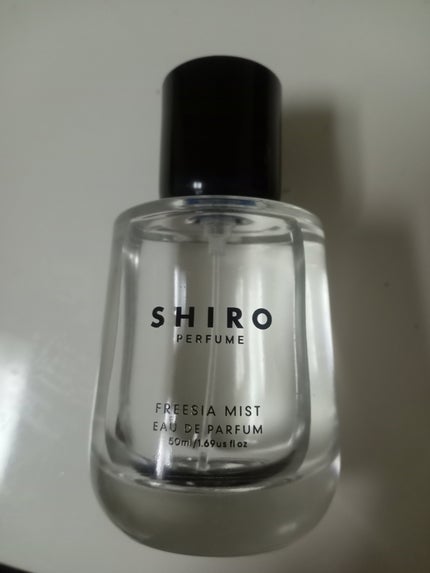 SHIRO
PERFUME
FREESIA MIST
EAU DE PARFUM
50ml/1.69us fl oz